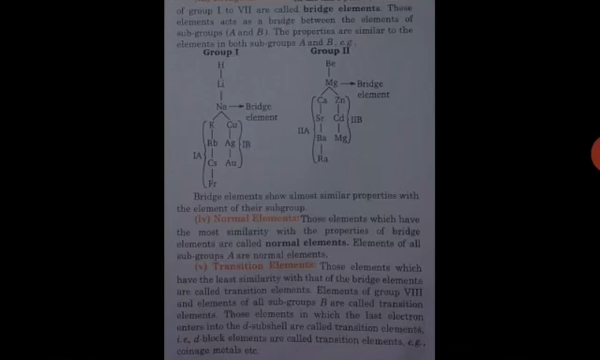 of group I to VII are called bridge elements. These
elements acts as a bridge between the elements of
sub-groups (A and B). The properties are similar to the
elements in both sub-groups A and B, e.g.
Group I Group II
H Be
Li Mg → Bridge element
Na → Bridge element
Ca Zn
K Cu
Sr Cd IIB
IIA
Rb Ag IB
Ba Mg
IA
Cs Au
Ra
Fr
Bridge elements show almost similar properties with
the element of their subgroup.
(iv) Normal Elements: Those elements which have
the most similarity with the properties of bridge
elements are called normal elements. Elements of all
sub-groups A are normal elements.
(v) Transition Elements: Those elements which
have the least similarity with that of the bridge elements
are called transition elements. Elements of group VIII
and elements of all sub-groups B are called transition
elements. Those elements in which the last electron
enters into the d-subshell are called transition elements,
i.e, d-block elements are called transition elements, e.g.,
coinage metals etc.